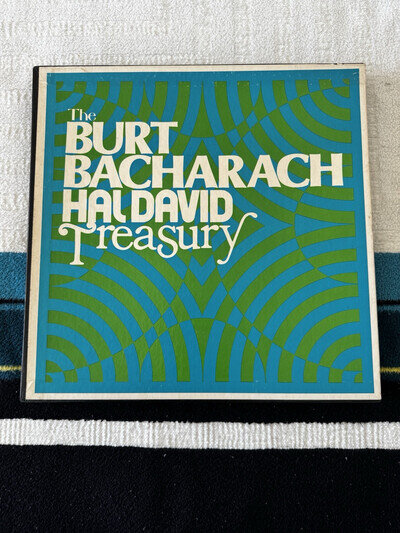 The
BURT
BACHARACH
HAL DAVID
Treasury